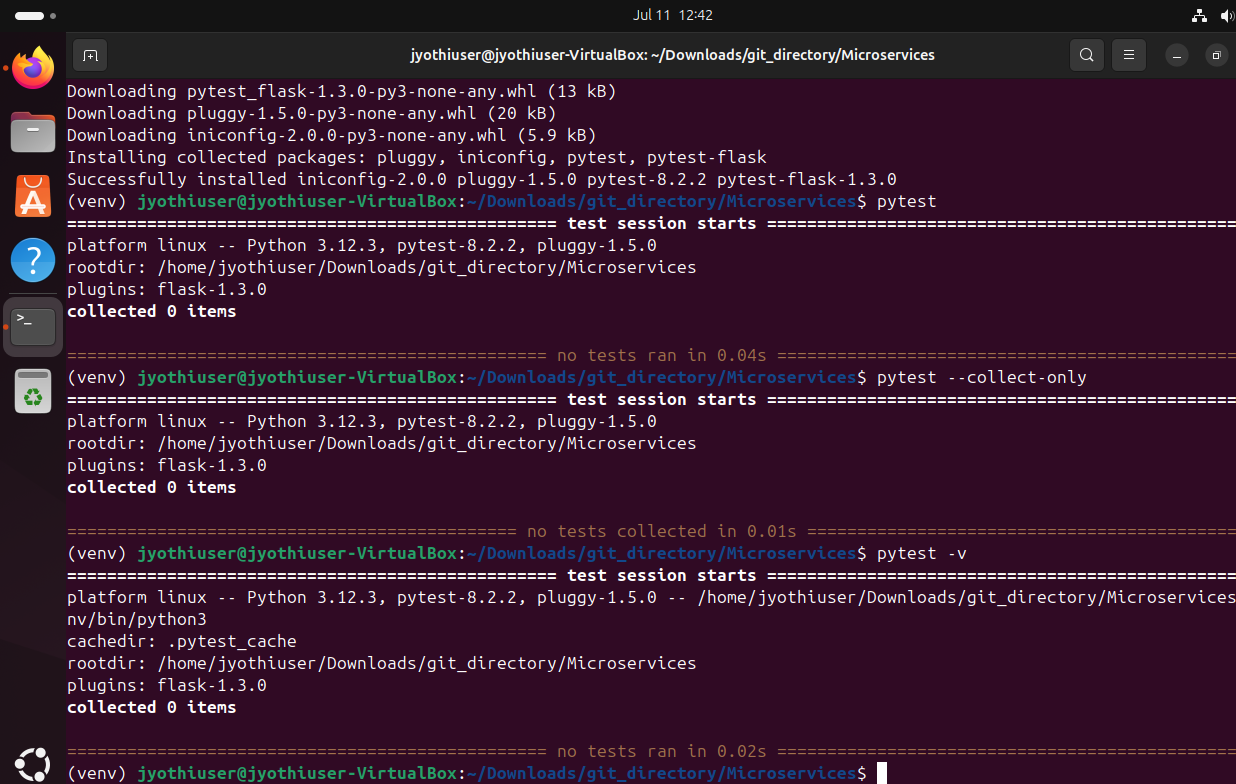 Jul 11 12:42
jyothiuser@jyothiuser-VirtualBox: ~/Downloads/git_directory/Microservices
Downloading pytest_flask-1.3.0-py3-none-any.whl (13 kB)
Downloading pluggy-1.5.0-py3-none-any.whl (20 kB)
Downloading iniconfig-2.0.0-py3-none-any.whl (5.9 kB)
Installing collected packages: pluggy, iniconfig, pytest, pytest-flask
Successfully installed iniconfig-2.0.0 pluggy-1.5.0 pytest-8.2.2 pytest-flask-1.3.0
(venv) jyothiuser@jyothiuser-VirtualBox:~/Downloads/git_directory/Microservices$ pytest
================================================= test session starts ===============================================
platform linux -- Python 3.12.3, pytest-8.2.2, pluggy-1.5.0
rootdir: /home/jyothiuser/Downloads/git_directory/Microservices
plugins: flask-1.3.0
collected 0 items
================================================ no tests ran in 0.04s ==============================================
(venv) jyothiuser@jyothiuser-VirtualBox:~/Downloads/git_directory/Microservices$ pytest --collect-only
================================================= test session starts ===============================================
platform linux -- Python 3.12.3, pytest-8.2.2, pluggy-1.5.0
rootdir: /home/jyothiuser/Downloads/git_directory/Microservices
plugins: flask-1.3.0
collected 0 items
============================================= no tests collected in 0.01s ===========================================
(venv) jyothiuser@jyothiuser-VirtualBox:~/Downloads/git_directory/Microservices$ pytest -v
================================================= test session starts ===============================================
platform linux -- Python 3.12.3, pytest-8.2.2, pluggy-1.5.0 -- /home/jyothiuser/Downloads/git_directory/Microservices
nv/bin/python3
cachedir: .pytest_cache
rootdir: /home/jyothiuser/Downloads/git_directory/Microservices
plugins: flask-1.3.0
collected 0 items
================================================ no tests ran in 0.02s ==============================================
(venv) jyothiuser@jyothiuser-VirtualBox:~/Downloads/git_directory/Microservices$